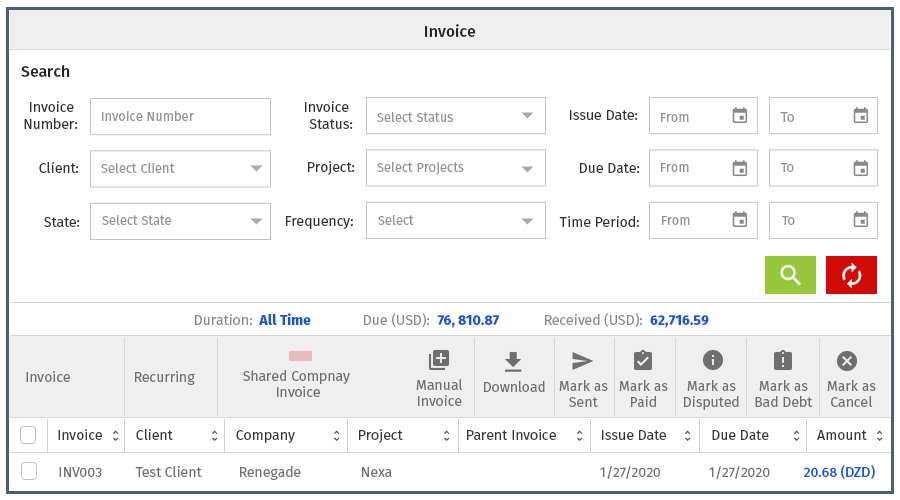 Invoice
Search
Invoice Number: Invoice Number Invoice Status: Select Status Issue Date: From To
Client: Select Client Project: Select Projects Due Date: From To
State: Select State Frequency: Select Time Period: From To
Duration: All Time Due (USD): 76, 810.87 Received (USD): 62,716.59
Invoice Recurring Shared Compnay Invoice Manual Invoice Download Mark as Sent Mark as Paid Mark as Disputed Mark as Bad Debt Mark as Cancel
Invoice Client Company Project Parent Invoice Issue Date Due Date Amount
INV003 Test Client Renegade Nexa 1/27/2020 1/27/2020 20.68 (DZD)